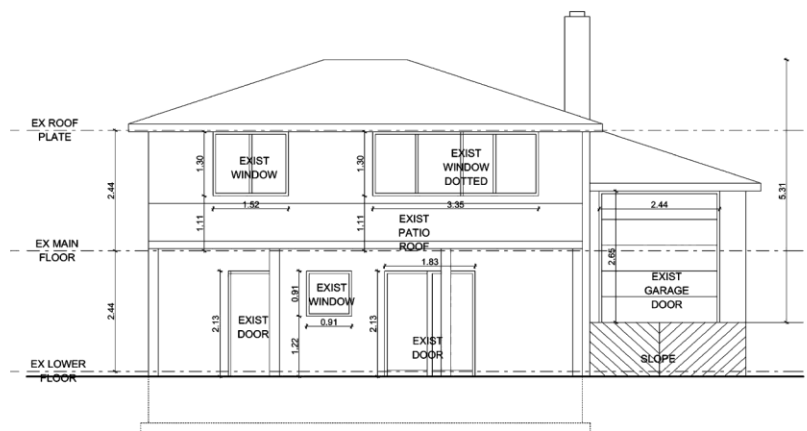 EX ROOF
PLATE
1.30
EXIST
WINDOW
1.30
EXIST
WINDOW
DOTTED
2.44
1.52
3.35
2.44
5.31
1.11
1.11
EXIST
PATIO
ROOF
EX MAIN
FLOOR
2.65
1.83
EXIST
GARAGE
DOOR
2.44
2.13
0.91
EXIST
WINDOW
2.13
EXIST
DOOR
0.91
EXIST
DOOR
1.22
EX LOWER
FLOOR
SLOPE